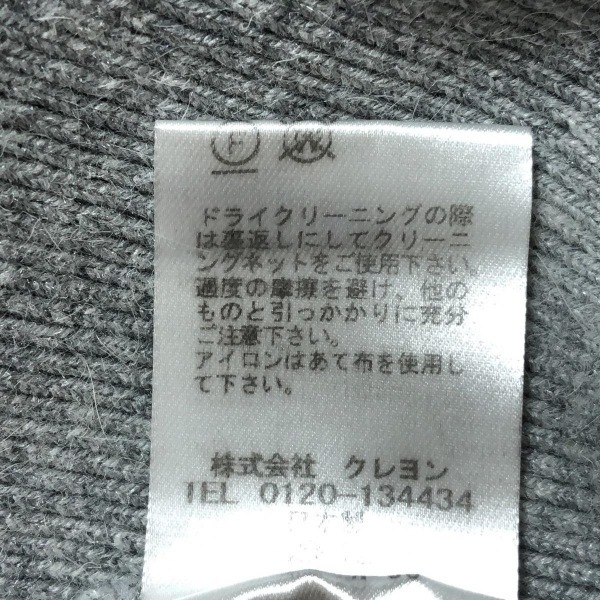 F W
ドライクリーニングの際
は裏返しにしてクリーニ
ングネットをご使用下さい。
過度の摩擦を避け、他の
ものと引っかかりに充分
ご注意下さい。
アイロンはあて布を使用し
て下さい。
株式会社 クレヨン
TEL 0120-134434